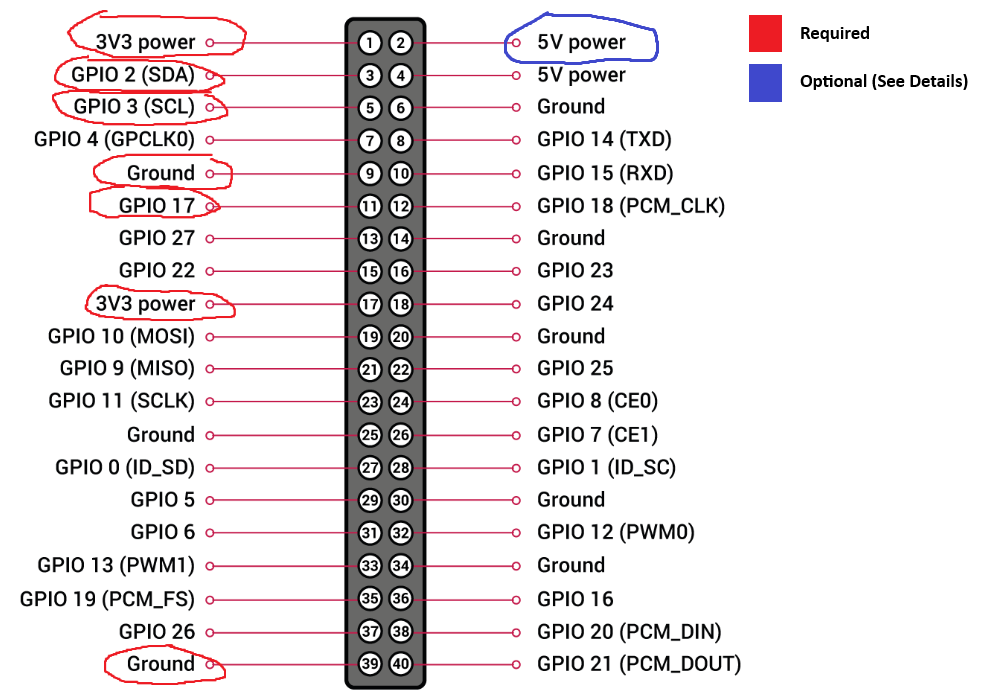 3V3 power 1 2 5V power
GPIO 2 (SDA) 3 4 5V power
GPIO 3 (SCL) 5 6 Ground
GPIO 4 (GPCLK0) 7 8 GPIO 14 (TXD)
Ground 9 10 GPIO 15 (RXD)
GPIO 17 11 12 GPIO 18 (PCM_CLK)
GPIO 27 13 14 Ground
GPIO 22 15 16 GPIO 23
3V3 power 17 18 GPIO 24
GPIO 10 (MOSI) 19 20 Ground
GPIO 9 (MISO) 21 22 GPIO 25
GPIO 11 (SCLK) 23 24 GPIO 8 (CE0)
Ground 25 26 GPIO 7 (CE1)
GPIO 0 (ID_SD) 27 28 GPIO 1 (ID_SC)
GPIO 5 29 30 Ground
GPIO 6 31 32 GPIO 12 (PWM0)
GPIO 13 (PWM1) 33 34 Ground
GPIO 19 (PCM_FS) 35 36 GPIO 16
GPIO 26 37 38 GPIO 20 (PCM_DIN)
Ground 39 40 GPIO 21 (PCM_DOUT)
Required
Optional (See Details)